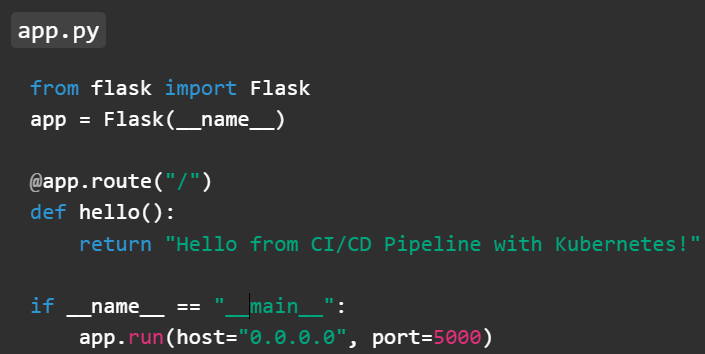 app.py
from flask import Flask
app = Flask(__name__)
@app.route("/")
def hello():
    return "Hello from CI/CD Pipeline with Kubernetes!"
if __name__ == "__main__":
    app.run(host="0.0.0.0", port=5000)